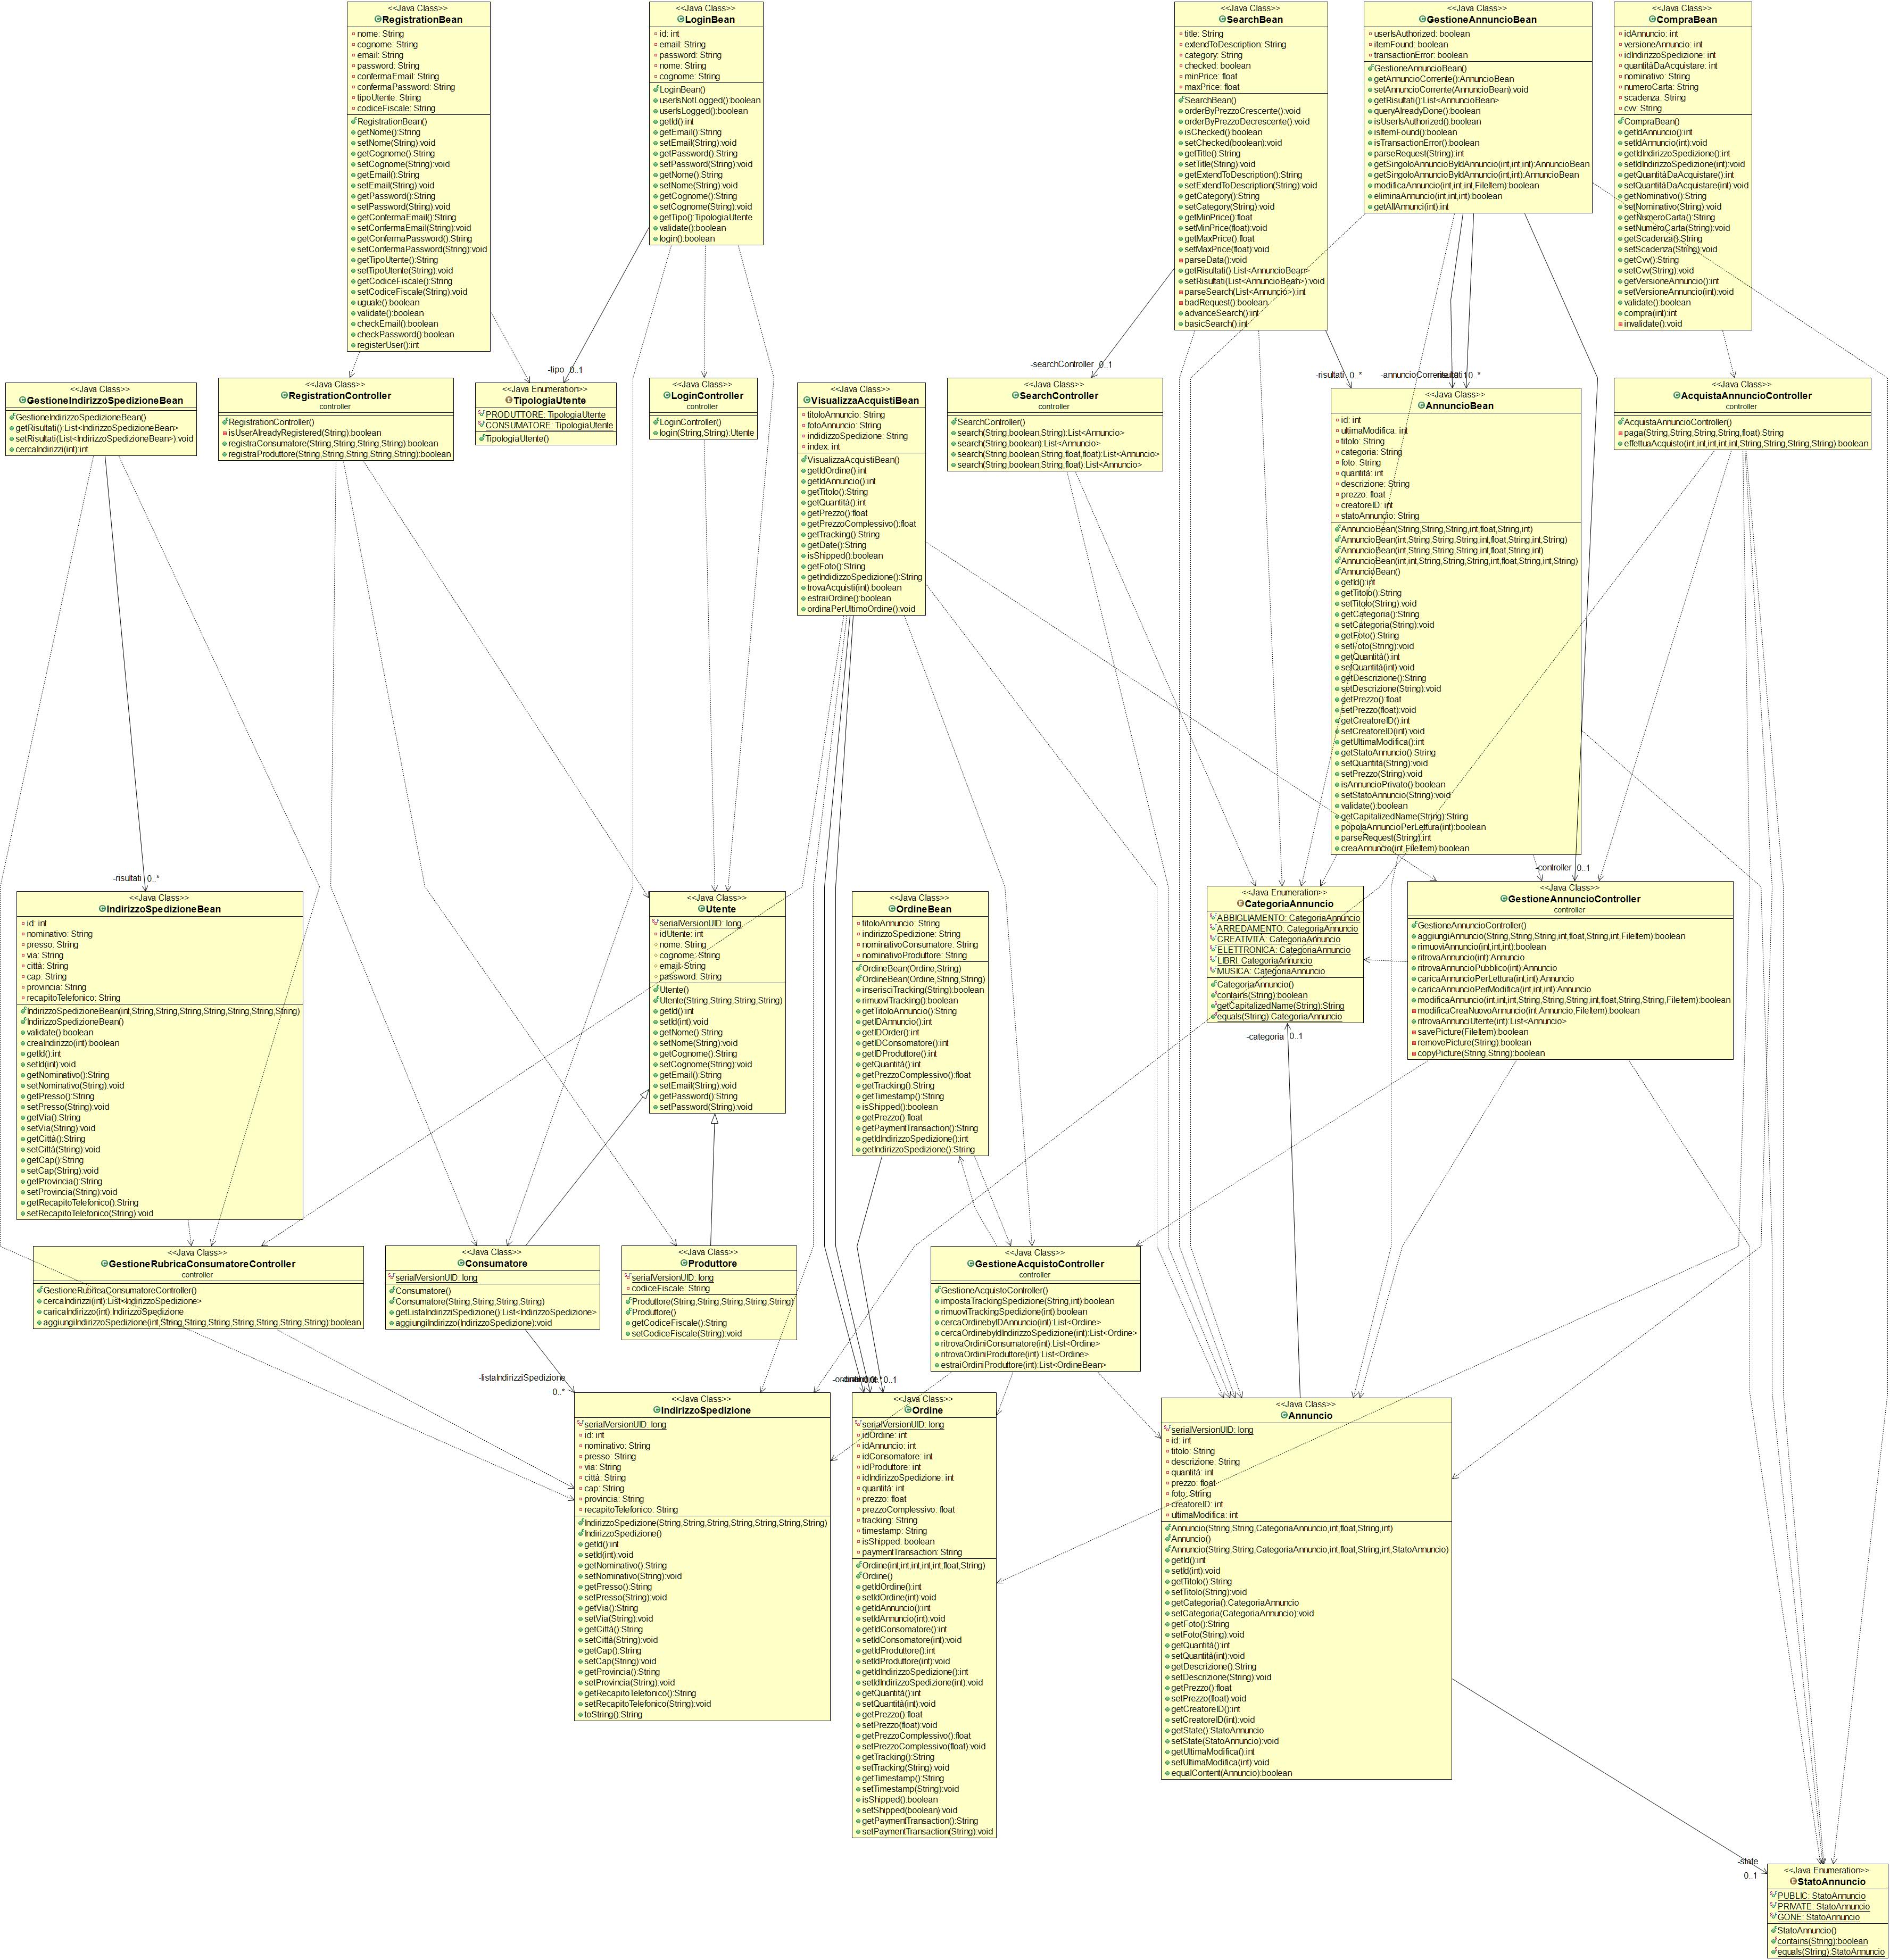 <<Java Class>>
RegistrationBean
nome: String
cognome: String
email: String
password: String
confermaEmail: String
confermaPassword: String
tipoUtente: String
codiceFiscale: String
RegistrationBean()
getNome():String
setNome(String):void
getCognome():String
setCognome(String):void
getEmail():String
setEmail(String):void
getPassword():String
setPassword(String):void
getConfermaEmail():String
setConfermaEmail(String):void
getConfermaPassword():String
setConfermaPassword(String):void
getTipoUtente():String
setTipoUtente(String):void
getCodiceFiscale():String
setCodiceFiscale(String):void
uguale():boolean
validate():boolean
checkEmail():boolean
checkPassword():boolean
registerUser():int
<<Java Class>>
LoginBean
id: int
email: String
password: String
nome: String
cognome: String
LoginBean()
userIsNotLogged():boolean
userIsLogged():boolean
getId():int
getEmail():String
setEmail(String):void
getPassword():String
setPassword(String):void
getNome():String
setNome(String):void
getCognome():String
setCognome(String):void
getTipo():TipologiaUtente
validate():boolean
login():boolean
<<Java Class>>
SearchBean
title: String
extendToDescription: String
category: String
checked: boolean
minPrice: float
maxPrice: float
SearchBean()
orderByPrezzoCrescente():void
orderByPrezzoDecrescente():void
isChecked():boolean
setChecked(boolean):void
getTitle():String
setTitle(String):void
getExtendToDescription():String
setExtendToDescription(String):void
getCategory():String
setCategory(String):void
getMinPrice():float
setMinPrice(float):void
getMaxPrice():float
setMaxPrice(float):void
parseData():void
getRisultati():List<AnnuncioBean>
setRisultati(List<AnnuncioBean>):void
parseSearch(List<Annuncio>):int
badRequest():boolean
advanceSearch():int
basicSearch():int
<<Java Class>>
GestioneAnnuncioBean
userIsAuthorized: boolean
itemFound: boolean
transactionError: boolean
GestioneAnnuncioBean()
getAnnuncioCorrente():AnnuncioBean
setAnnuncioCorrente(AnnuncioBean):void
getRisultati():List<AnnuncioBean>
queryAlreadyDone():boolean
isUserIsAuthorized():boolean
isItemFound():boolean
isTransactionError():boolean
parseRequest(String):int
getSingoloAnnuncioByIdAnnuncio(int,int,int):AnnuncioBean
getSingoloAnnuncioByIdAnnuncio(int,int):AnnuncioBean
modificaAnnuncio(int,int,int,FileItem):boolean
eliminaAnnuncio(int,int,int):boolean
getAllAnnunci(int):int
<<Java Class>>
CompraBean
idAnnuncio: int
versioneAnnuncio: int
idIndirizzoSpedizione: int
quantitàDaAcquistare: int
nominativo: String
numeroCarta: String
scadenza: String
cvv: String
CompraBean()
getIdAnnuncio():int
setIdAnnuncio(int):void
getIdIndirizzoSpedizione():int
setIdIndirizzoSpedizione(int):void
getQuantitàDaAcquistare():int
setQuantitàDaAcquistare(int):void
getNominativo():String
setNominativo(String):void
getNumeroCarta():String
setNumeroCarta(String):void
getScadenza():String
setScadenza(String):void
getCvv():String
setCvv(String):void
getVersioneAnnuncio():int
setVersioneAnnuncio(int):void
validate():boolean
compra(int):int
invalidate():void
-tipo 0..1
-searchController 0..1
-risultati 0..*
-annuncioCorrente
0..*
<<Java Class>>
GestioneIndirizzoSpedizioneBean
GestioneIndirizzoSpedizioneBean()
getRisultati():List<IndirizzoSpedizioneBean>
setRisultati(List<IndirizzoSpedizioneBean>):void
cercaIndirizzi(int):int
<<Java Class>>
RegistrationController
controller
RegistrationController()
isUserAlreadyRegistered(String):boolean
registraConsumatore(String,String,String,String):boolean
registraProduttore(String,String,String,String,String):boolean
<<Java Enumeration>>
TipologiaUtente
PRODUTTORE: TipologiaUtente
CONSUMATORE: TipologiaUtente
TipologiaUtente()
<<Java Class>>
LoginController
controller
LoginController()
login(String,String):Utente
<<Java Class>>
VisualizzaAcquistiBean
titoloAnnuncio: String
fotoAnnuncio: String
indidizzoSpedizione: String
index: int
VisualizzaAcquistiBean()
getIdOrdine():int
getIdAnnuncio():int
getTitolo():String
getQuantità():int
getPrezzo():float
getPrezzoComplessivo():float
getTracking():String
getDate():String
isShipped():boolean
getFoto():String
getIndidizzoSpedizione():String
trovaAcquisti(int):boolean
estraiOrdine():boolean
ordinaPerUltimoOrdine():void
<<Java Class>>
SearchController
controller
SearchController()
search(String,boolean,String):List<Annuncio>
search(String,boolean):List<Annuncio>
search(String,boolean,String,float,float):List<Annuncio>
search(String,boolean,String,float):List<Annuncio>
<<Java Class>>
AnnuncioBean
id: int
ultimaModifica: int
titolo: String
categoria: String
foto: String
quantità: int
descrizione: String
prezzo: float
creatoreID: int
statoAnnuncio: String
AnnuncioBean(String,String,String,int,float,String,int)
AnnuncioBean(int,String,String,String,int,float,String,int,String)
AnnuncioBean(int,String,String,String,int,float,String,int)
AnnuncioBean(int,int,String,String,String,int,float,String,int,String)
AnnuncioBean()
getId():int
getTitolo():String
setTitolo(String):void
getCategoria():String
setCategoria(String):void
getFoto():String
setFoto(String):void
getQuantità():int
setQuantità(int):void
getDescrizione():String
setDescrizione(String):void
getPrezzo():float
setPrezzo(float):void
getCreatoreID():int
setCreatoreID(int):void
getUltimaModifica():int
getStatoAnnuncio():String
setQuantità(String):void
setPrezzo(String):void
isAnnuncioPrivato():boolean
setStatoAnnuncio(String):void
validate():boolean
getCapitalizedName(String):String
popolaAnnuncioPerLettura(int):boolean
parseRequest(String):int
creaAnnuncio(int,FileItem):boolean
<<Java Class>>
AcquistaAnnuncioController
controller
AcquistaAnnuncioController()
paga(String,String,String,String,float):String
effettuaAcquisto(int,int,int,int,int,String,String,String,String):boolean
-risultati 0..*
-controller 0..1
<<Java Class>>
IndirizzoSpedizioneBean
id: int
nominativo: String
presso: String
via: String
città: String
cap: String
provincia: String
recapitoTelefonico: String
IndirizzoSpedizioneBean(int,String,String,String,String,String,String,String)
IndirizzoSpedizioneBean()
validate():boolean
creaIndirizzo(int):boolean
getId():int
setId(int):void
getNominativo():String
setNominativo(String):void
getPresso():String
setPresso(String):void
getVia():String
setVia(String):void
getCittà():String
setCittà(String):void
getCap():String
setCap(String):void
getProvincia():String
setProvincia(String):void
getRecapitoTelefonico():String
setRecapitoTelefonico(String):void
<<Java Class>>
Utente
serialVersionUID: long
idUtente: int
nome: String
cognome: String
email: String
password: String
Utente()
Utente(String,String,String,String)
getId():int
setId(int):void
getNome():String
setNome(String):void
getCognome():String
setCognome(String):void
getEmail():String
setEmail(String):void
getPassword():String
setPassword(String):void
<<Java Class>>
OrdineBean
titoloAnnuncio: String
indirizzoSpedizione: String
nominativoConsumatore: String
nominativoProduttore: String
OrdineBean(Ordine,String)
OrdineBean(Ordine,String,String)
inserisciTracking(String):boolean
rimuoviTracking():boolean
getTitoloAnnuncio():String
getIDAnnuncio():int
getIDOrder():int
getIDConsomatore():int
getIDProduttore():int
getQuantità():int
getPrezzoComplessivo():float
getTracking():String
getTimestamp():String
isShipped():boolean
getPrezzo():float
getPaymentTransaction():String
getIdIndirizzoSpedizione():int
getIndirizzoSpedizione():String
<<Java Enumeration>>
CategoriaAnnuncio
ABBIGLIAMENTO: CategoriaAnnuncio
ARREDAMENTO: CategoriaAnnuncio
CREATIVITÀ: CategoriaAnnuncio
ELETTRONICA: CategoriaAnnuncio
LIBRI: CategoriaAnnuncio
MUSICA: CategoriaAnnuncio
CategoriaAnnuncio()
contains(String):boolean
getCapitalizedName(String):String
equals(String):CategoriaAnnuncio
-categoria 0..1
<<Java Class>>
GestioneAnnuncioController
controller
GestioneAnnuncioController()
aggiungiAnnuncio(String,String,String,int,float,String,int,FileItem):boolean
rimuoviAnnuncio(int,int,int):boolean
ritrovaAnnuncio(int):Annuncio
ritrovaAnnuncioPubblico(int):Annuncio
caricaAnnuncioPerLettura(int,int):Annuncio
caricaAnnuncioPerModifica(int,int,int):Annuncio
modificaAnnuncio(int,int,int,String,String,String,int,float,String,String,FileItem):boolean
modificaCreaNuovoAnnuncio(int,Annuncio,FileItem):boolean
ritrovaAnnunciUtente(int):List<Annuncio>
savePicture(FileItem):boolean
removePicture(String):boolean
copyPicture(String,String):boolean
<<Java Class>>
GestioneRubricaConsumatoreController
controller
GestioneRubricaConsumatoreController()
cercaIndirizzi(int):List<IndirizzoSpedizione>
caricaIndirizzo(int):IndirizzoSpedizione
aggiungiIndirizzoSpedizione(int,String,String,String,String,String,String,String):boolean
<<Java Class>>
Consumatore
serialVersionUID: long
Consumatore()
Consumatore(String,String,String,String)
getListaIndirizziSpedizione():List<IndirizzoSpedizione>
aggiungiIndirizzo(IndirizzoSpedizione):void
<<Java Class>>
Produttore
serialVersionUID: long
codiceFiscale: String
Produttore(String,String,String,String,String)
Produttore()
getCodiceFiscale():String
setCodiceFiscale(String):void
<<Java Class>>
GestioneAcquistoController
controller
GestioneAcquistoController()
impostaTrackingSpedizione(String,int):boolean
rimuoviTrackingSpedizione(int):boolean
cercaOrdinebyIDAnnuncio(int):List<Ordine>
cercaOrdinebyIdIndirizzoSpedizione(int):List<Ordine>
ritrovaOrdiniConsumatore(int):List<Ordine>
ritrovaOrdiniProduttore(int):List<Ordine>
estraiOrdiniProduttore(int):List<OrdineBean>
-listaIndirizziSpedizione
0..*
0..1
<<Java Class>>
IndirizzoSpedizione
serialVersionUID: long
id: int
nominativo: String
presso: String
via: String
città: String
cap: String
provincia: String
recapitoTelefonico: String
IndirizzoSpedizione(String,String,String,String,String,String,String)
IndirizzoSpedizione()
getId():int
setId(int):void
getNominativo():String
setNominativo(String):void
getPresso():String
setPresso(String):void
getVia():String
setVia(String):void
getCittà():String
setCittà(String):void
getCap():String
setCap(String):void
getProvincia():String
setProvincia(String):void
getRecapitoTelefonico():String
setRecapitoTelefonico(String):void
toString():String
<<Java Class>>
Ordine
serialVersionUID: long
idOrdine: int
idAnnuncio: int
idConsomatore: int
idProduttore: int
idIndirizzoSpedizione: int
quantità: int
prezzo: float
prezzoComplessivo: float
tracking: String
timestamp: String
isShipped: boolean
paymentTransaction: String
Ordine(int,int,int,int,int,float,String)
Ordine()
getIdOrdine():int
setIdOrdine(int):void
getIdAnnuncio():int
setIdAnnuncio(int):void
getIdConsomatore():int
setIdConsomatore(int):void
getIdProduttore():int
setIdProduttore(int):void
getIdIndirizzoSpedizione():int
setIdIndirizzoSpedizione(int):void
getQuantità():int
setQuantità(int):void
getPrezzo():float
setPrezzo(float):void
getPrezzoComplessivo():float
setPrezzoComplessivo(float):void
getTracking():String
setTracking(String):void
getTimestamp():String
setTimestamp(String):void
isShipped():boolean
setShipped(boolean):void
getPaymentTransaction():String
setPaymentTransaction(String):void
<<Java Class>>
Annuncio
serialVersionUID: long
id: int
titolo: String
descrizione: String
quantità: int
prezzo: float
foto: String
creatoreID: int
ultimaModifica: int
Annuncio(String,String,CategoriaAnnuncio,int,float,String,int)
Annuncio()
Annuncio(String,String,CategoriaAnnuncio,int,float,String,int,StatoAnnuncio)
getId():int
setId(int):void
getTitolo():String
setTitolo(String):void
getCategoria():CategoriaAnnuncio
setCategoria(CategoriaAnnuncio):void
getFoto():String
setFoto(String):void
getQuantità():int
setQuantità(int):void
getDescrizione():String
setDescrizione(String):void
getPrezzo():float
setPrezzo(float):void
getCreatoreID():int
setCreatoreID(int):void
getState():StatoAnnuncio
setState(StatoAnnuncio):void
getUltimaModifica():int
setUltimaModifica(int):void
equalContent(Annuncio):boolean
-state
0..1
<<Java Enumeration>>
StatoAnnuncio
PUBLIC: StatoAnnuncio
PRIVATE: StatoAnnuncio
GONE: StatoAnnuncio
StatoAnnuncio()
contains(String):boolean
equals(String):StatoAnnuncio